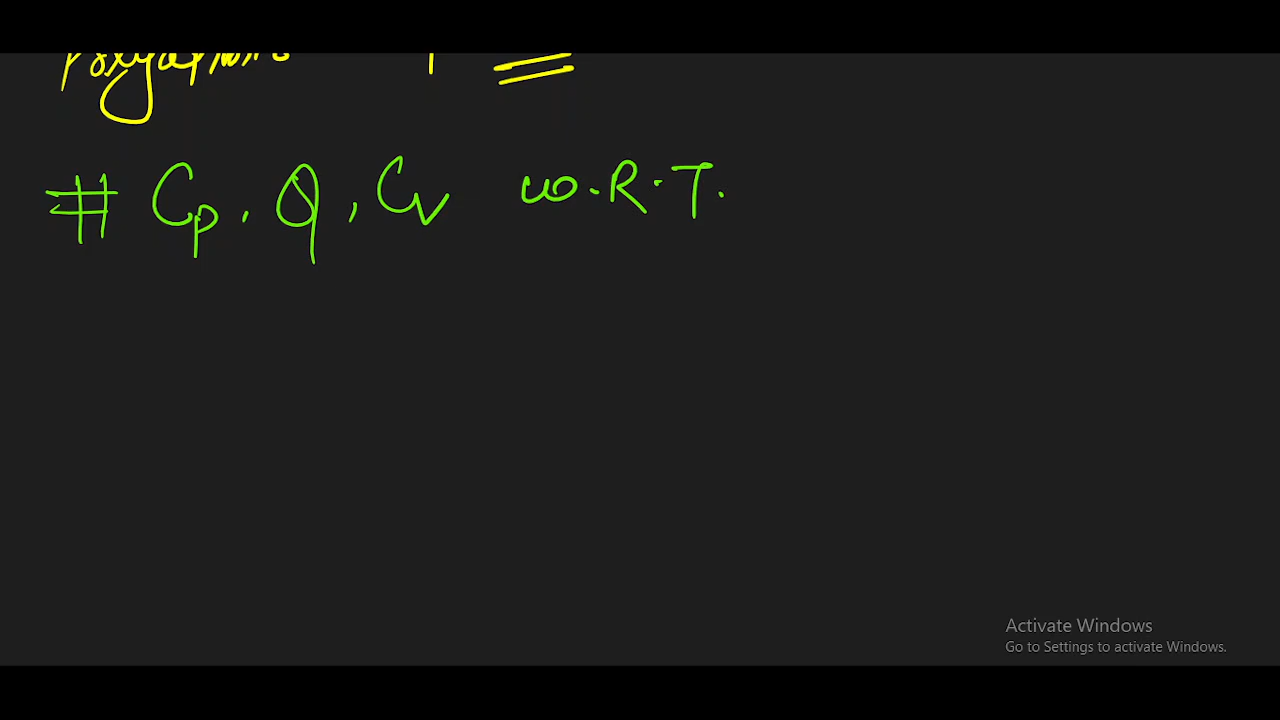 # Cp, Q, Cv w.R.T.
Activate Windows
Go to Settings to activate Windows.